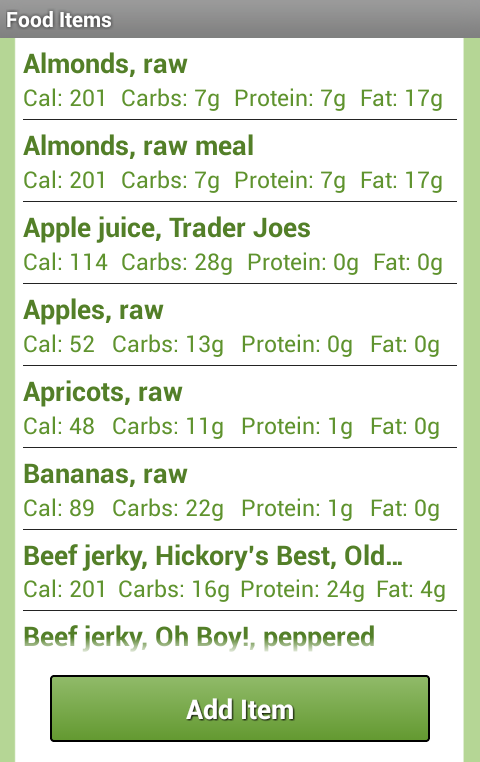 Food Items
Almonds, raw
Cal: 201 Carbs: 7g Protein: 7g Fat: 17g
Almonds, raw meal
Cal: 201 Carbs: 7g Protein: 7g Fat: 17g
Apple juice, Trader Joes
Cal: 114 Carbs: 28g Protein: 0g Fat: 0g
Apples, raw
Cal: 52 Carbs: 13g Protein: 0g Fat: 0g
Apricots, raw
Cal: 48 Carbs: 11g Protein: 1g Fat: 0g
Bananas, raw
Cal: 89 Carbs: 22g Protein: 1g Fat: 0g
Beef jerky, Hickory's Best, Old...
Cal: 201 Carbs: 16g Protein: 24g Fat: 4g
Beef jerky, Oh Boy!, peppered
Add Item